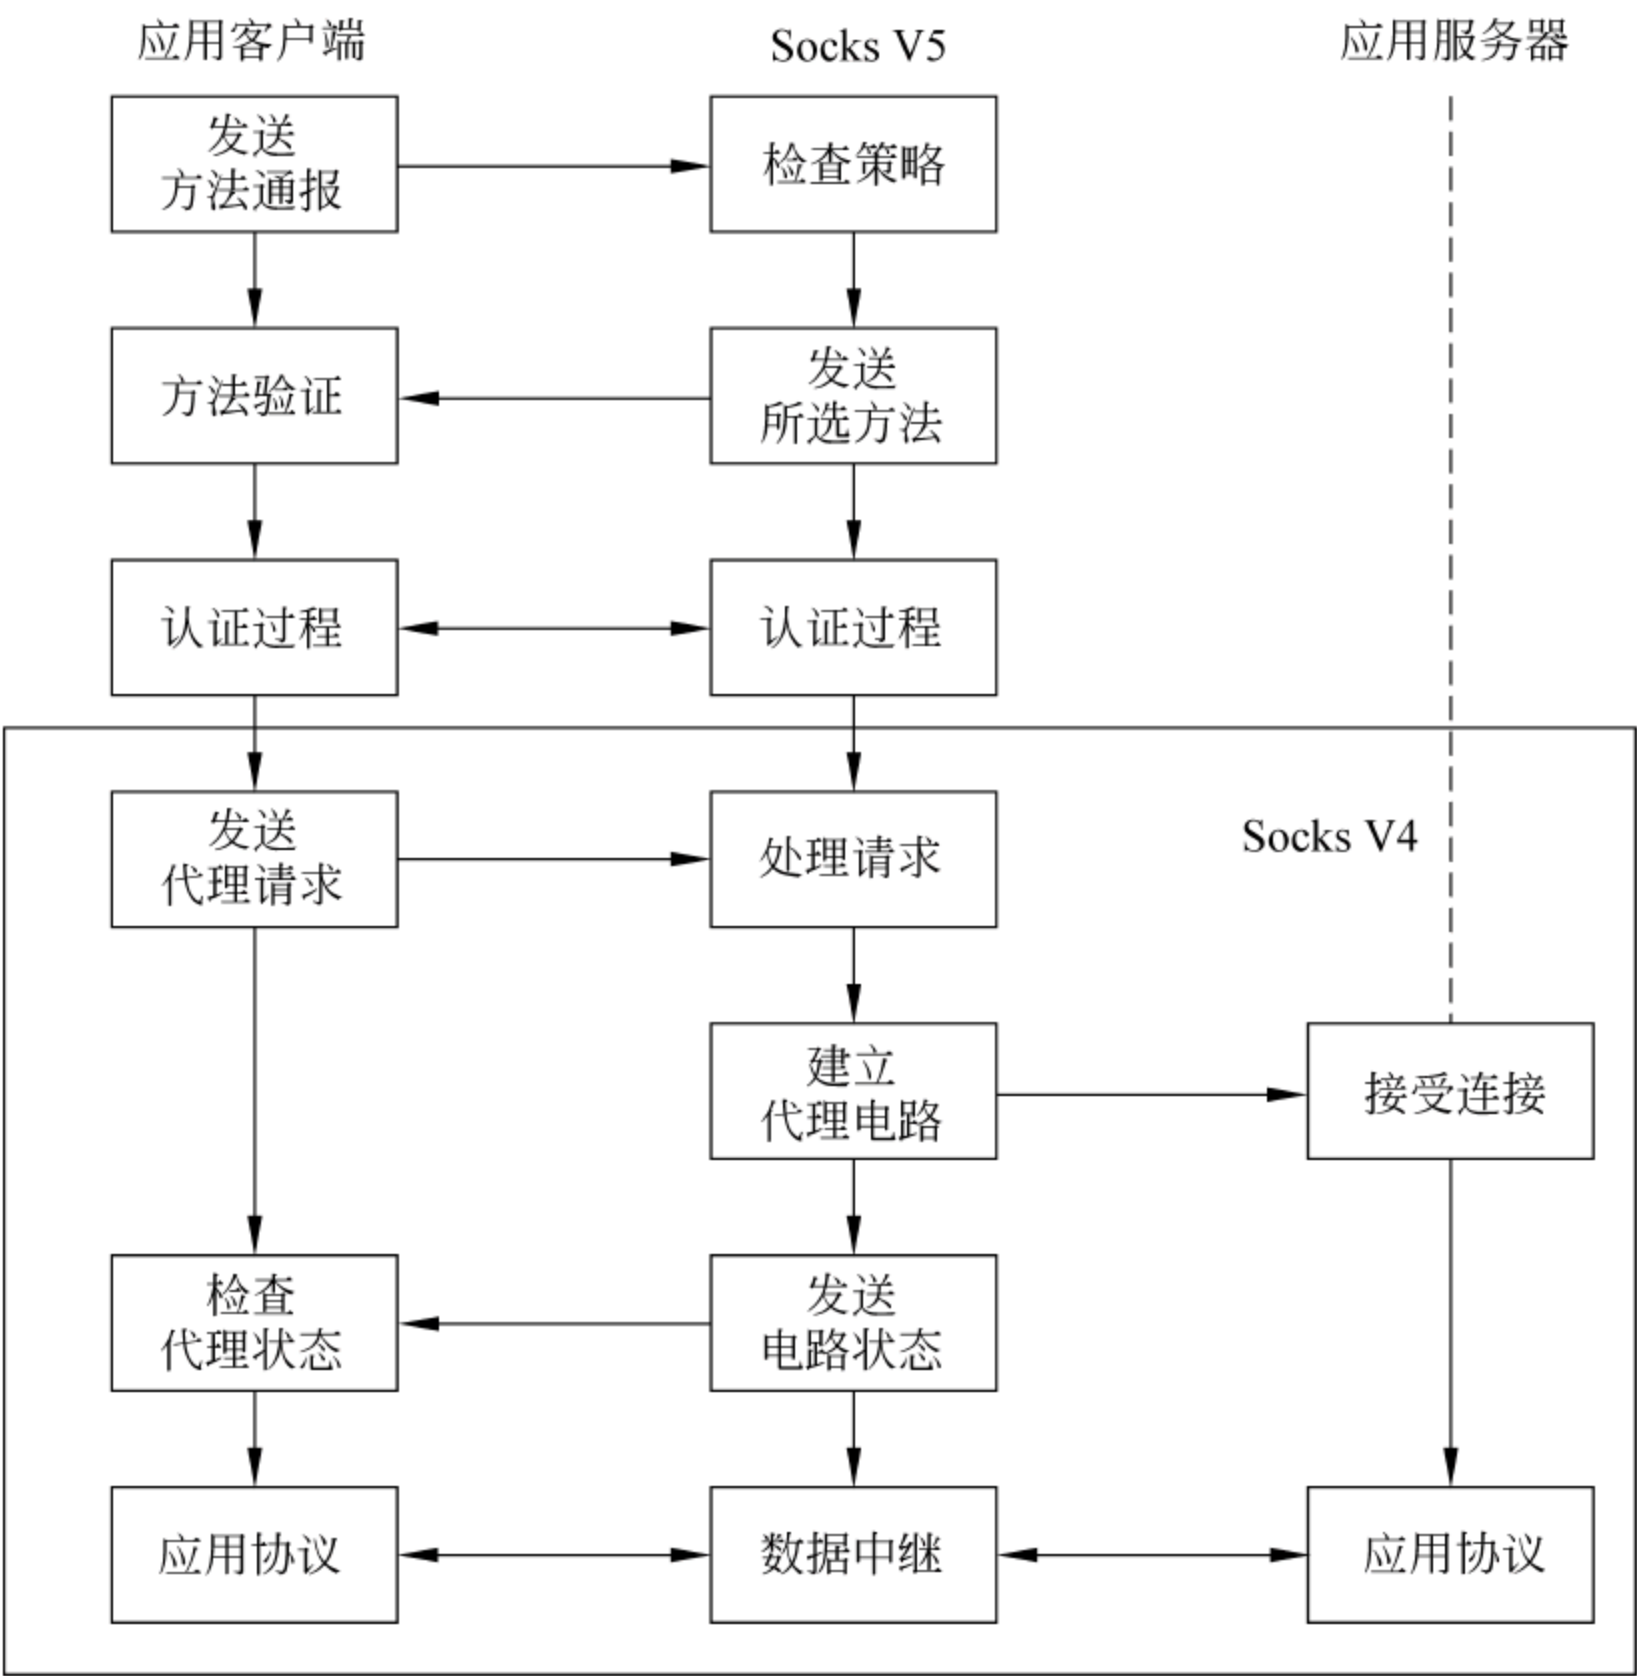 应用客户端
Socks V5
应用服务器
发送
方法通报
检查策略
方法验证
发送
所选方法
认证过程
认证过程
发送
代理请求
处理请求
Socks V4
建立
代理电路
接受连接
检查
代理状态
发送
电路状态
应用协议
数据中继
应用协议